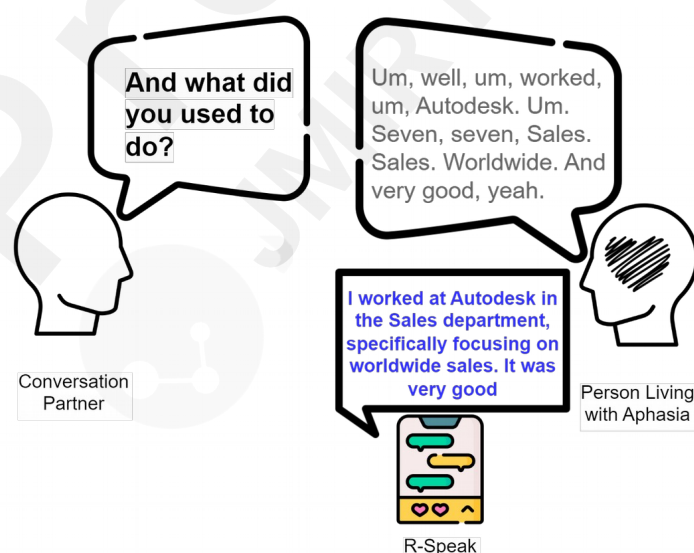 And what did
you used to
do?
Um, well, um, worked,
um, Autodesk. Um.
Seven, seven, Sales.
Sales. Worldwide. And
very good, yeah.
I worked at Autodesk in
the Sales department,
specifically focusing on
worldwide sales. It was
very good
Conversation
Partner
Person Living
with Aphasia
R-Speak